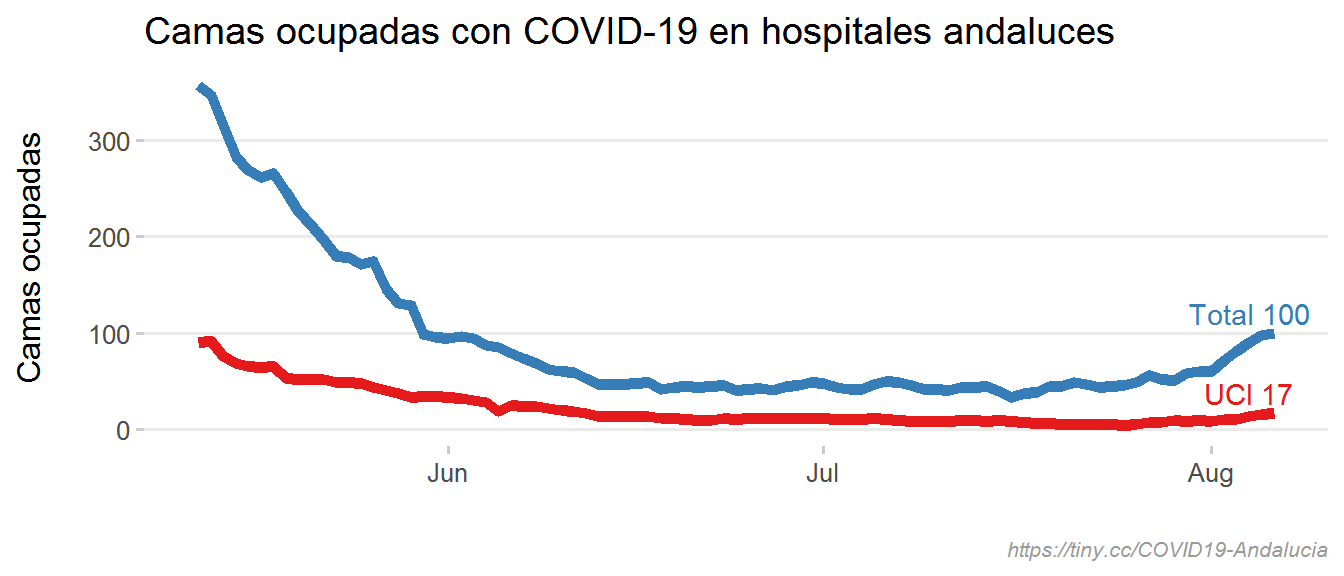 Camas ocupadas con COVID-19 en hospitales andaluces
Camas ocupadas
300
200
100
0
Total 100
UCI 17
Jun
Jul
Aug
https://tiny.cc/COVID19-Andalucia